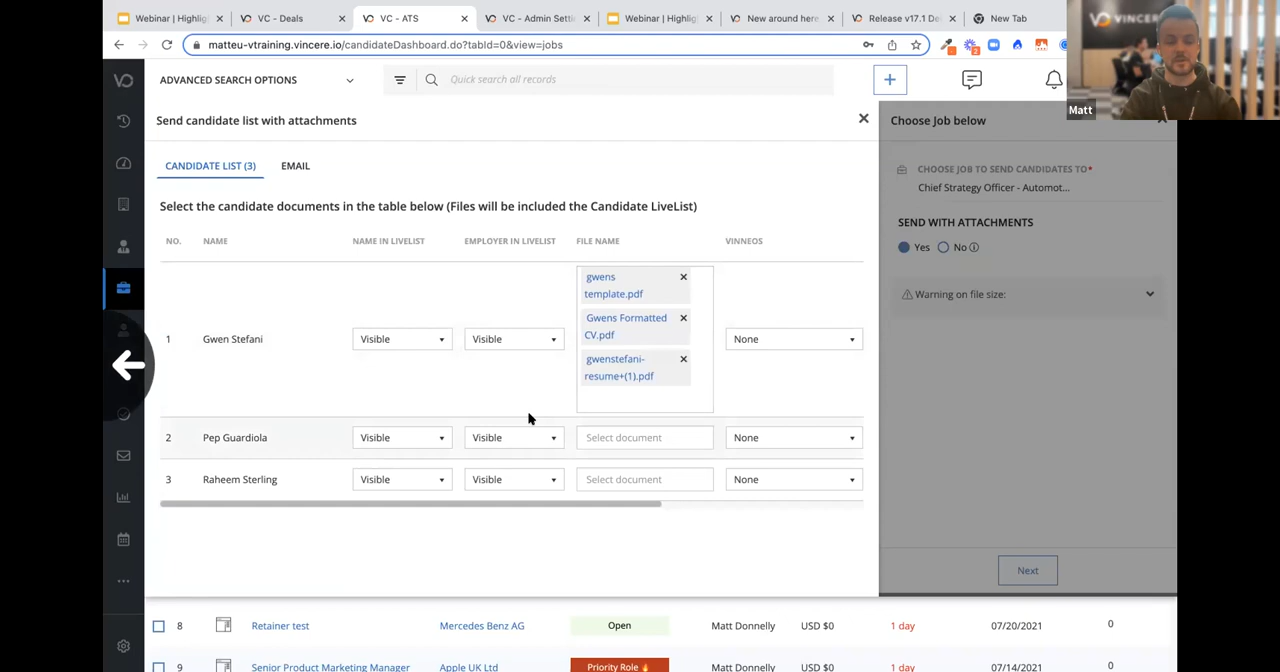 Webinar | Highlig
VC - Deals
VC - ATS
VC - Admin Setti
Webinar | Highlig
New around here
Release v17.1 De
New Tab
matteu-vtraining.vincere.io/candidateDashboard.do?tabId=0&view=jobs
VINCERE
Matt
ADVANCED SEARCH OPTIONS
Quick search all records
Send candidate list with attachments
Choose Job below
CANDIDATE LIST (3)
EMAIL
CHOOSE JOB TO SEND CANDIDATES TO*
Chief Strategy Officer - Automot...
Select the candidate documents in the table below (Files will be included the Candidate LiveList)
SEND WITH ATTACHMENTS
Yes
No
NO.
NAME
NAME IN LIVELIST
EMPLOYER IN LIVELIST
FILE NAME
VINNEOS
Warning on file size:
1
Gwen Stefani
Visible
Visible
gwens
template.pdf
Gwens Formatted
CV.pdf
gwenstefani-
resume+(1).pdf
None
2
Pep Guardiola
Visible
Visible
Select document
None
3
Raheem Sterling
Visible
Visible
Select document
None
Next
8
Retainer test
Mercedes Benz AG
Open
Matt Donnelly
USD $0
1 day
07/20/2021
0
9
Senior Product Marketing Manager
Apple UK Ltd
Priority Role
Matt Donnelly
USD $0
1 day
07/14/2021
0